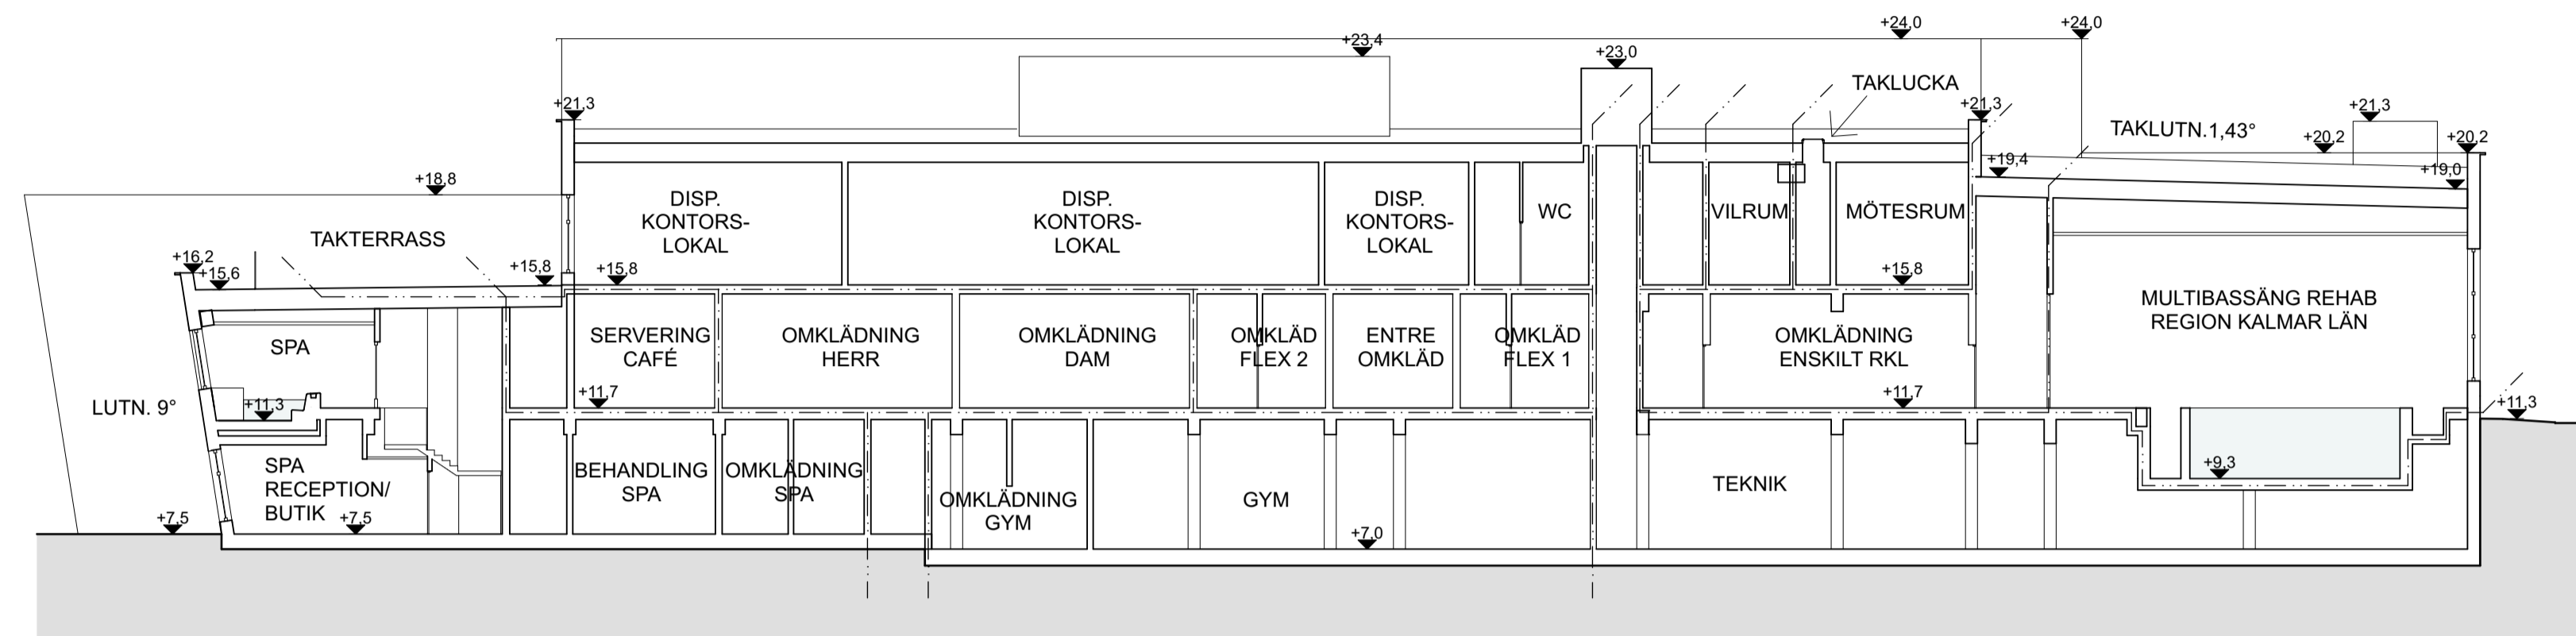 +24,0
+24,0
+23,4
+23,0
TAKLUCKA
+21,3
+21,3
+21,3
TAKLUTN.1,43°
+20,2
+20,2
+19,4
+19,0
+18,8
DISP.
KONTORS-
LOKAL
DISP.
KONTORS-
LOKAL
DISP.
KONTORS-
LOKAL
WC
VILRUM
MÖTESRUM
TAKTERRASS
+16,2
+15,6
+15,8
+15,8
+15,8
MULTIBASSÄNG REHAB
REGION KALMAR LÄN
SPA
SERVERING
CAFÉ
OMKLÄDNING
HERR
OMKLÄDNING
DAM
OMKLÄD
FLEX 2
ENTRE
OMKLÄD
OMKLÄD
FLEX 1
OMKLÄDNING
ENSKILT RKL
LUTN. 9°
+11,3
+11,7
+11,7
+11,3
SPA
RECEPTION/
BUTIK
BEHANDLING
SPA
OMKLÄDNING
SPA
OMKLÄDNING
GYM
GYM
TEKNIK
+9,3
+7,5
+7,5
+7,0